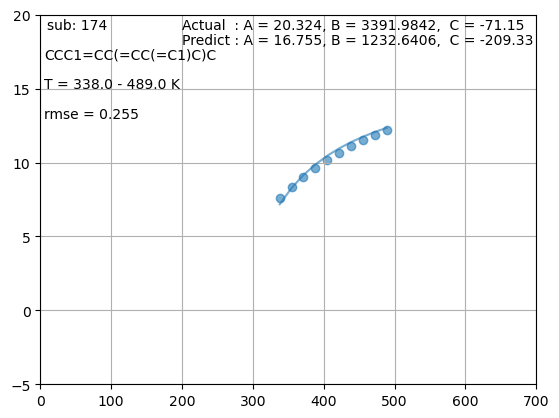 sub: 174
Actual  : A = 20.324, B = 3391.9842,  C = -71.15
Predict : A = 16.755, B = 1232.6406,  C = -209.33
CCC1=CC(=CC(=C1)C)C
T = 338.0 - 489.0 K
rmse = 0.255
20
15
10
5
0
−5
0 100 200 300 400 500 600 700